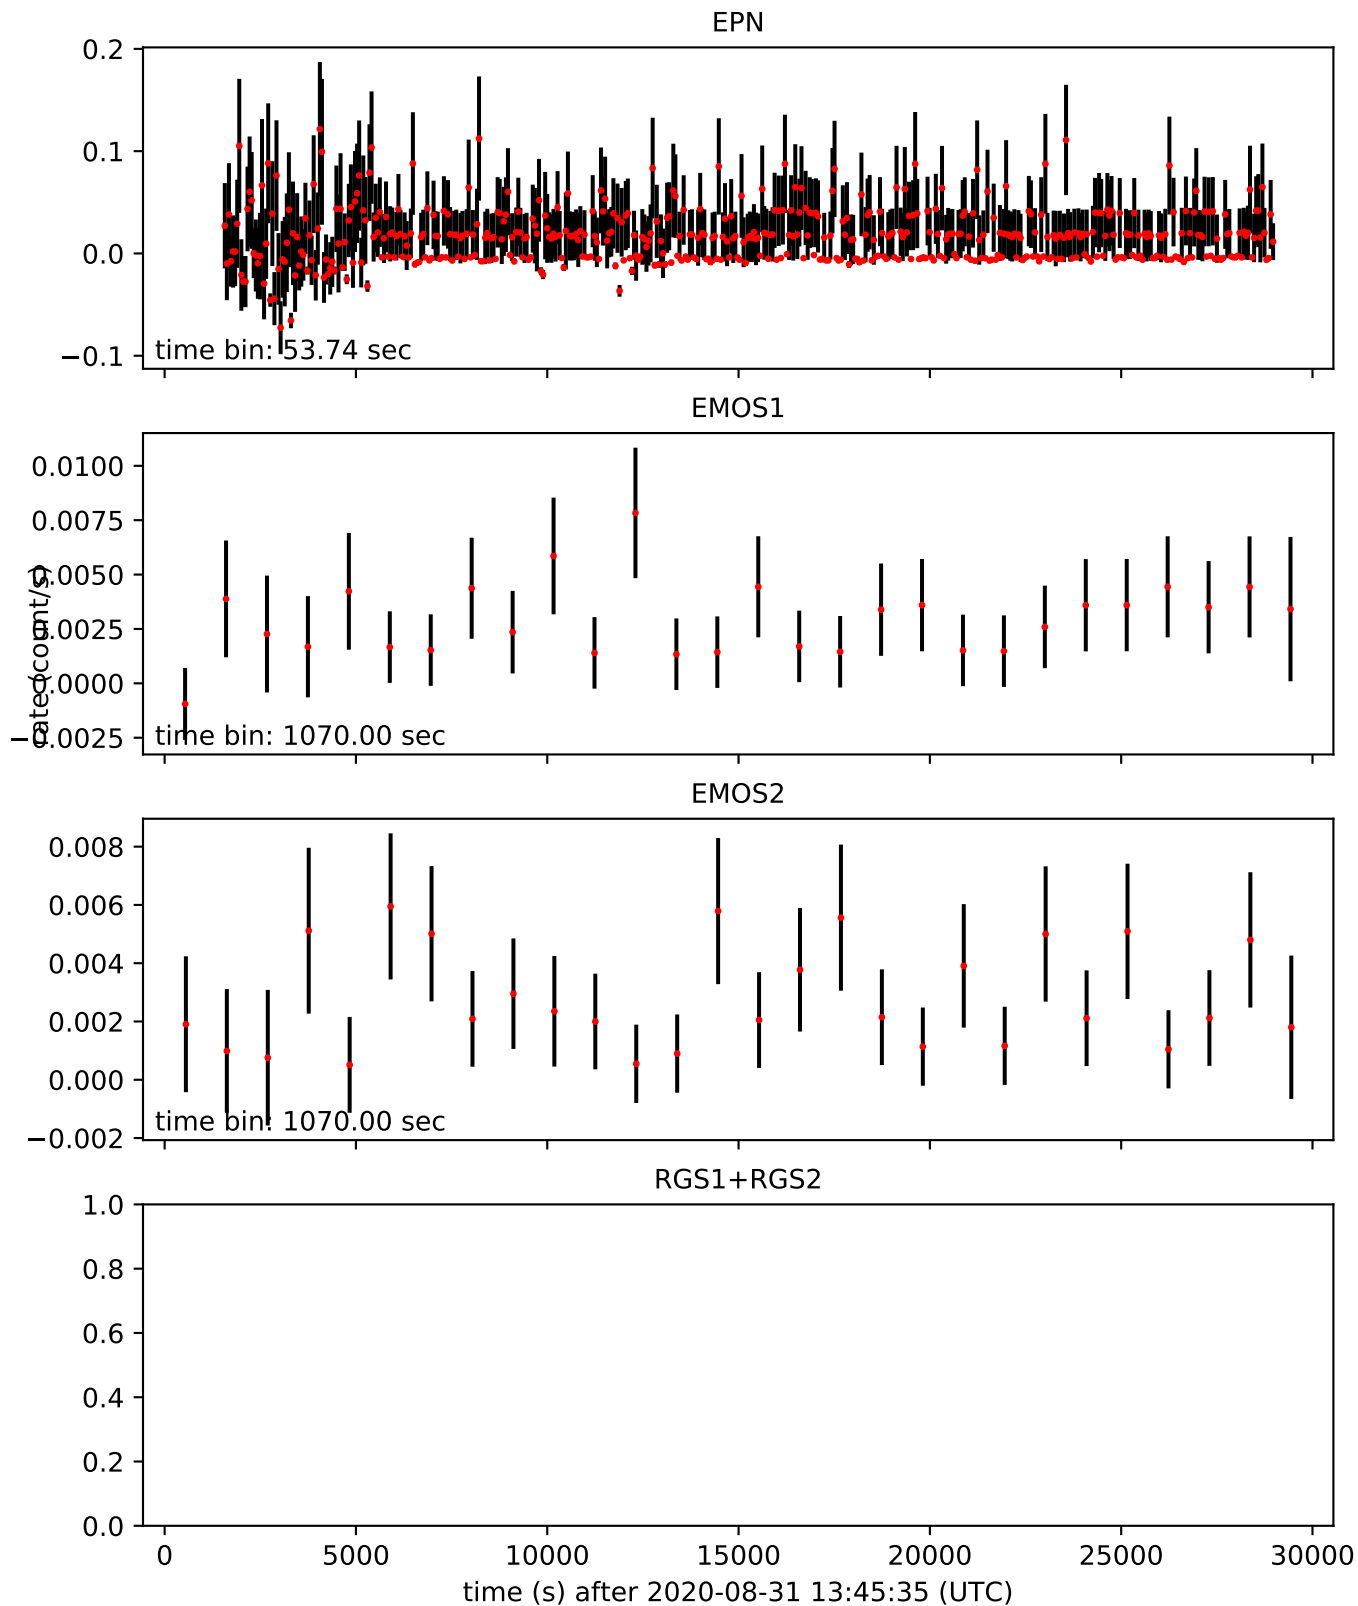 EPN
0.2
0.1
0.0
−0.1
time bin: 53.74 sec
EMOS1
0.0100
0.0075
0.0050
0.0025
0.0000
−0.0025
rate (count/s)
time bin: 1070.00 sec
EMOS2
0.008
0.006
0.004
0.002
0.000
−0.002
time bin: 1070.00 sec
RGS1+RGS2
1.0
0.8
0.6
0.4
0.2
0.0
0 5000 10000 15000 20000 25000 30000
time (s) after 2020-08-31 13:45:35 (UTC)